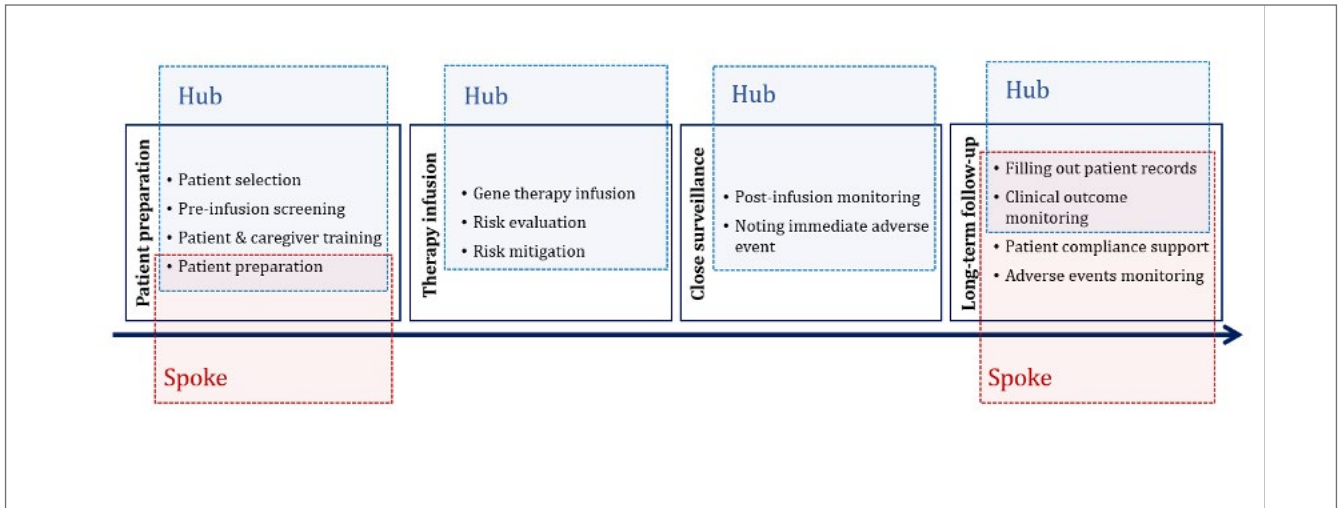 Hub
Patient preparation
• Patient selection
• Pre-infusion screening
• Patient & caregiver training
• Patient preparation
Spoke
Hub
Therapy infusion
• Gene therapy infusion
• Risk evaluation
• Risk mitigation
Hub
Close surveillance
• Post-infusion monitoring
• Noting immediate adverse
event
Hub
Long-term follow-up
• Filling out patient records
• Clinical outcome
monitoring
• Patient compliance support
• Adverse events monitoring
Spoke